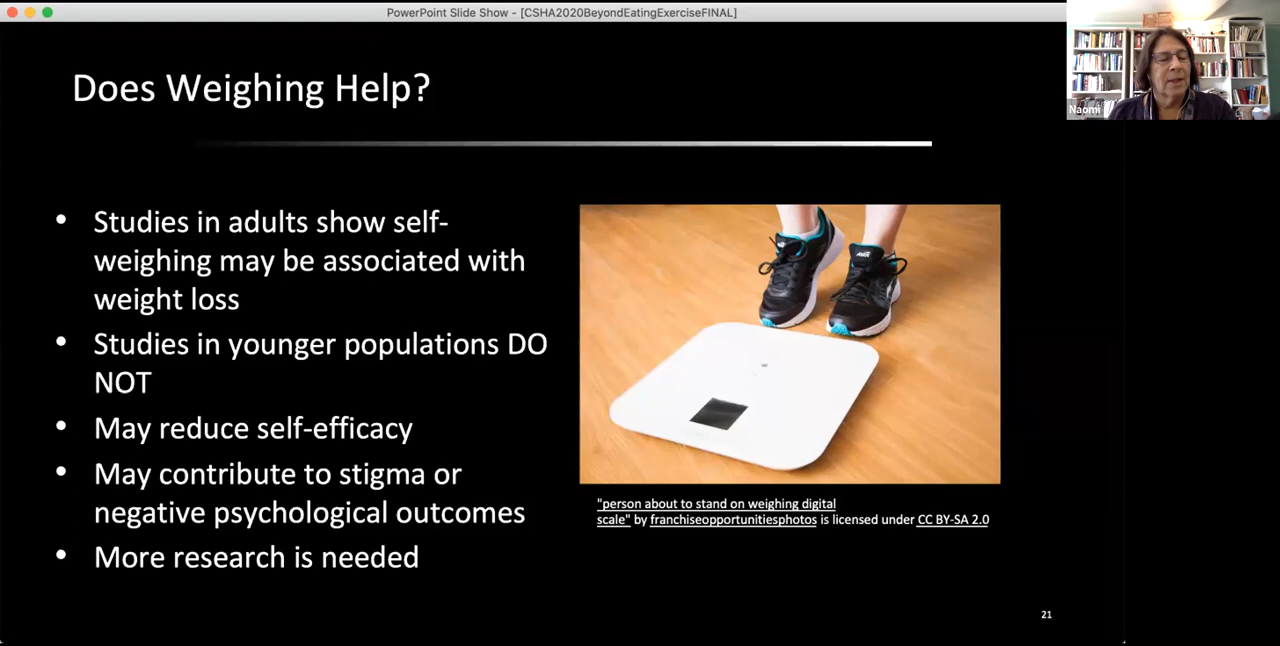 PowerPoint Slide Show - [CSHA2020BeyondEatingExerciseFINAL]
Naomi
Does Weighing Help?
• Studies in adults show self-
weighing may be associated with
weight loss
• Studies in younger populations DO
NOT
• May reduce self-efficacy
• May contribute to stigma or
negative psychological outcomes
• More research is needed
"person about to stand on weighing digital
scale" by franchiseopportunitiesphotos is licensed under CC BY-SA 2.0
21